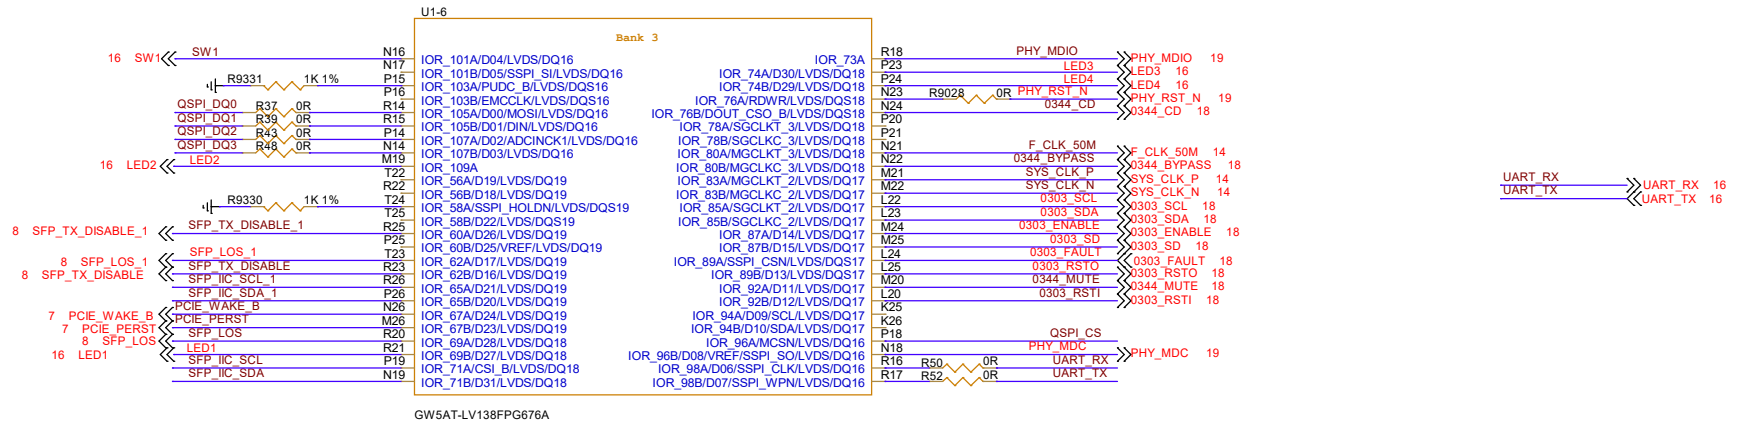 U1-6
Bank 3
16 SW1 SW1 N16 IOR_101A/D04/LVDS/DQ16
N17 IOR_101B/D05/SSPI_SI/LVDS/DQ16
R9331 1K 1% P15 IOR_103A/PUDC_B/LVDS/DQS16
P16 IOR_103B/EMCCLK/LVDS/DQS16
QSPI_DQ0 R37 0R R14 IOR_105A/D00/MOSI/LVDS/DQ16
QSPI_DQ1 R39 0R R15 IOR_105B/D01/DIN/LVDS/DQ16
QSPI_DQ2 R43 0R P14 IOR_107A/D02/ADCINCK1/LVDS/DQ16
QSPI_DQ3 R48 0R N14 IOR_107B/D03/LVDS/DQ16
16 LED2 LED2 M19 IOR_109A
T22 IOR_56A/D19/LVDS/DQ19
R22 IOR_56B/D18/LVDS/DQ19
R9330 1K 1% T24 IOR_58A/SSPI_HOLDN/LVDS/DQS19
T25 IOR_58B/D22/LVDS/DQS19
8 SFP_TX_DISABLE_1 SFP_TX_DISABLE_1 R25 IOR_60A/D26/LVDS/DQ19
P25 IOR_60B/D25/VREF/LVDS/DQ19
8 SFP_LOS_1 SFP_LOS_1 T23 IOR_62A/D17/LVDS/DQ19
8 SFP_TX_DISABLE SFP_TX_DISABLE R23 IOR_62B/D16/LVDS/DQ19
SFP_IIC_SCL_1 R26 IOR_65A/D21/LVDS/DQ19
SFP_IIC_SDA_1 P26 IOR_65B/D20/LVDS/DQ19
7 PCIE_WAKE_B PCIE_WAKE_B N26 IOR_67A/D24/LVDS/DQ19
7 PCIE_PERST PCIE_PERST M26 IOR_67B/D23/LVDS/DQ19
8 SFP_LOS SFP_LOS R20 IOR_69A/D28/LVDS/DQ18
16 LED1 LED1 R21 IOR_69B/D27/LVDS/DQ18
SFP_IIC_SCL P19 IOR_71A/CSI_B/LVDS/DQS18
SFP_IIC_SDA N19 IOR_71B/D31/LVDS/DQ18
IOR_73A R18 PHY_MDIO PHY_MDIO 19
IOR_74A/D30/LVDS/DQ18 P23 LED3 LED3 16
IOR_74B/D29/LVDS/DQ18 P24 LED4 LED4 16
IOR_76A/RDWR/LVDS/DQS18 N23 R9028 0R PHY_RST_N PHY_RST_N 19
IOR_76B/DOUT_CSO_B/LVDS/DQS18 N24 0344_CD 0344_CD 18
IOR_78A/SGCLKT_3/LVDS/DQ18 P20
IOR_78B/SGCLKC_3/LVDS/DQ18 P21
IOR_80A/MGCLKT_3/LVDS/DQ18 N21 F_CLK_50M F_CLK_50M 14
IOR_80B/MGCLKC_3/LVDS/DQ18 N22 0344_BYPASS 0344_BYPASS 18
IOR_83A/MGCLKT_2/LVDS/DQ17 M21 SYS_CLK_P SYS_CLK_P 14
IOR_83B/MGCLKC_2/LVDS/DQ17 M22 SYS_CLK_N SYS_CLK_N 14
IOR_85A/SGCLKT_2/LVDS/DQ17 L22 0303_SCL 0303_SCL 18
IOR_85B/SGCLKC_2/LVDS/DQ17 L23 0303_SDA 0303_SDA 18
IOR_87A/D14/LVDS/DQ17 M24 0303_ENABLE 0303_ENABLE 18
IOR_87B/D15/LVDS/DQ17 M25 0303_SD 0303_SD 18
IOR_89A/SSPI_CSN/LVDS/DQS17 L24 0303_FAULT 0303_FAULT 18
IOR_89B/D13/LVDS/DQS17 L25 0303_RSTO 0303_RSTO 18
IOR_92A/D11/LVDS/DQ17 M20 0344_MUTE 0344_MUTE 18
IOR_92B/D12/LVDS/DQ17 L20 0303_RSTI 0303_RSTI 18
IOR_94A/D09/SCL/LVDS/DQ17 K25
IOR_94B/D10/SDA/LVDS/DQ17 K26
IOR_96A/MCSN/LVDS/DQ16 P18 QSPI_CS
IOR_96B/D08/VREF/SSPI_SO/LVDS/DQ16 N18 PHY_MDC PHY_MDC 19
IOR_98A/D06/SSPI_CLK/LVDS/DQS16 R16 R50 0R UART_RX
IOR_98B/D07/SSPI_WPN/LVDS/DQ16 R17 R52 0R UART_TX
UART_RX UART_RX 16
UART_TX UART_TX 16
GW5AT-LV138FPG676A